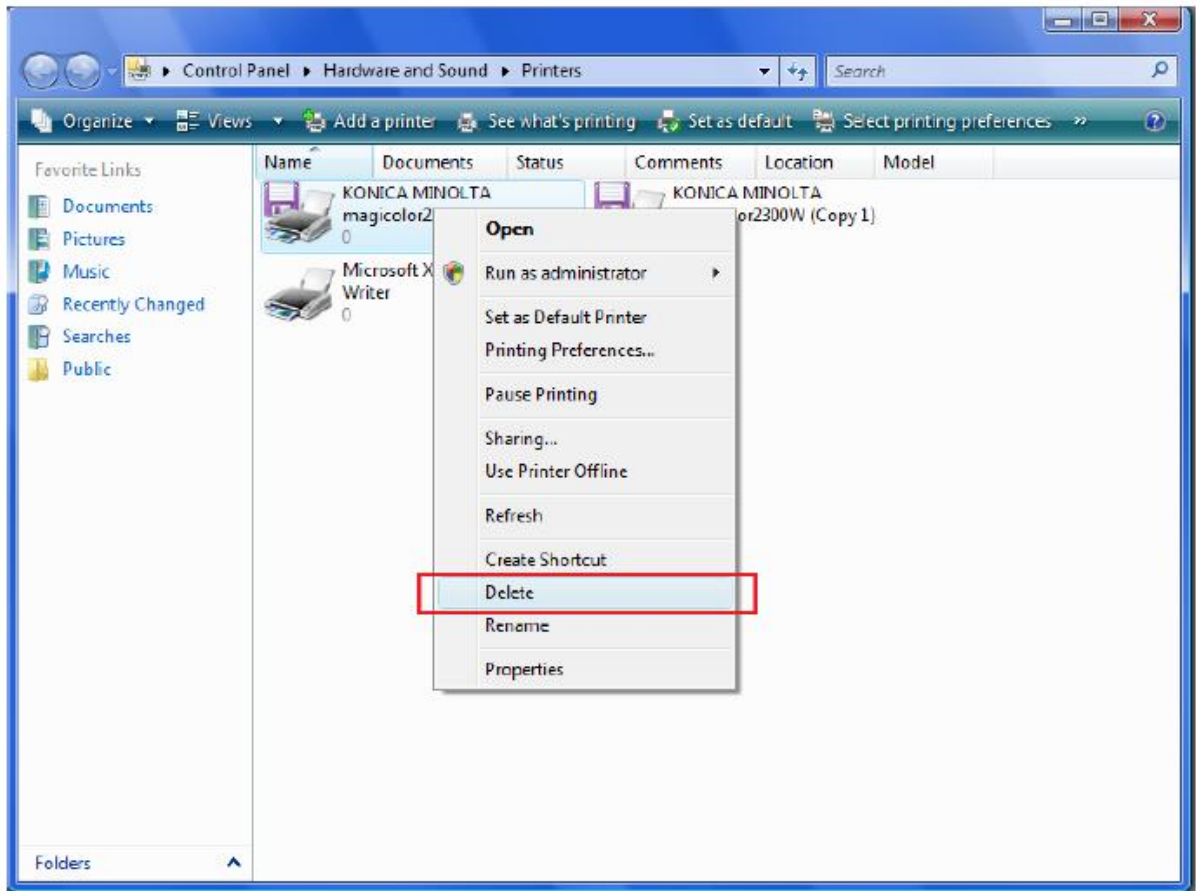 Control Panel ▸ Hardware and Sound ▸ Printers
Search
Organize
Views
Add a printer
See what's printing
Set as default
Select printing preferences
»
?
Favorite Links
Documents
Pictures
Music
Recently Changed
Searches
Public
Folders
Name Documents Status Comments Location Model
KONICA MINOLTA
magicolor2
0
KONICA MINOLTA
or2300W (Copy 1)
Microsoft X
Writer
0
Open
Run as administrator
Set as Default Printer
Printing Preferences...
Pause Printing
Sharing...
Use Printer Offline
Refresh
Create Shortcut
Delete
Rename
Properties